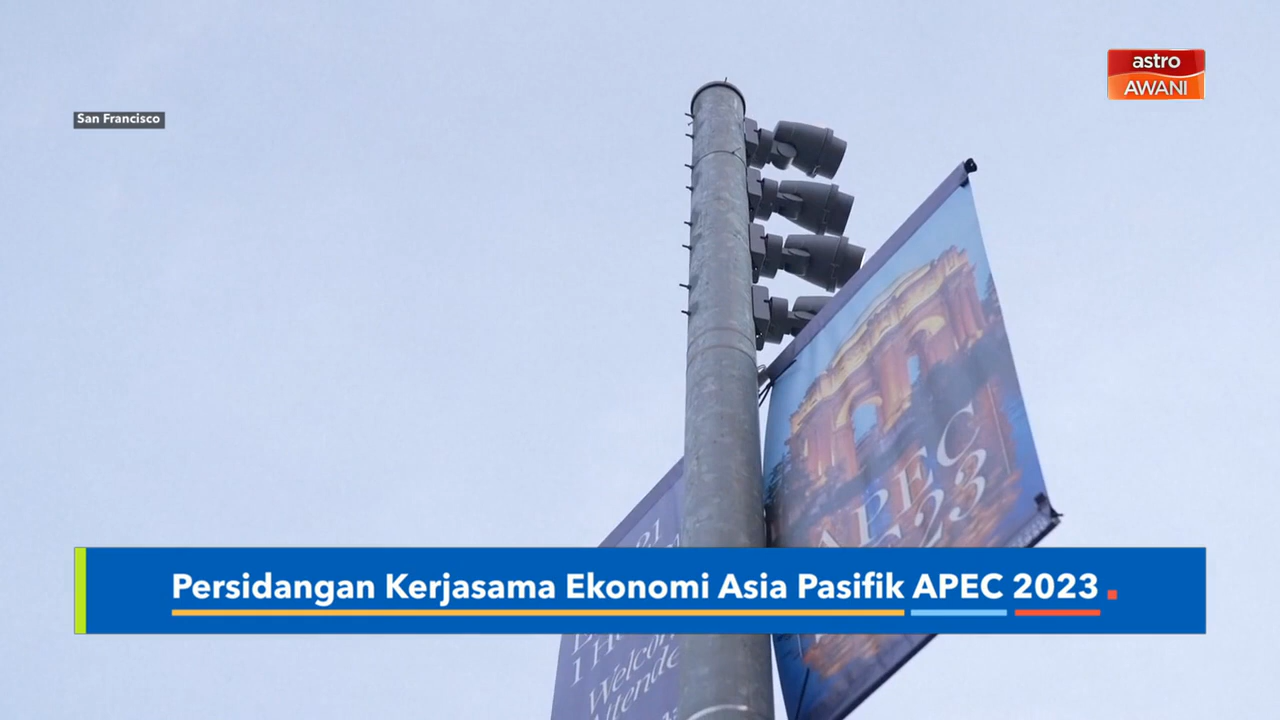 astro
AWANI
San Francisco
APEC
Persidangan Kerjasama Ekonomi Asia Pasifik APEC 2023